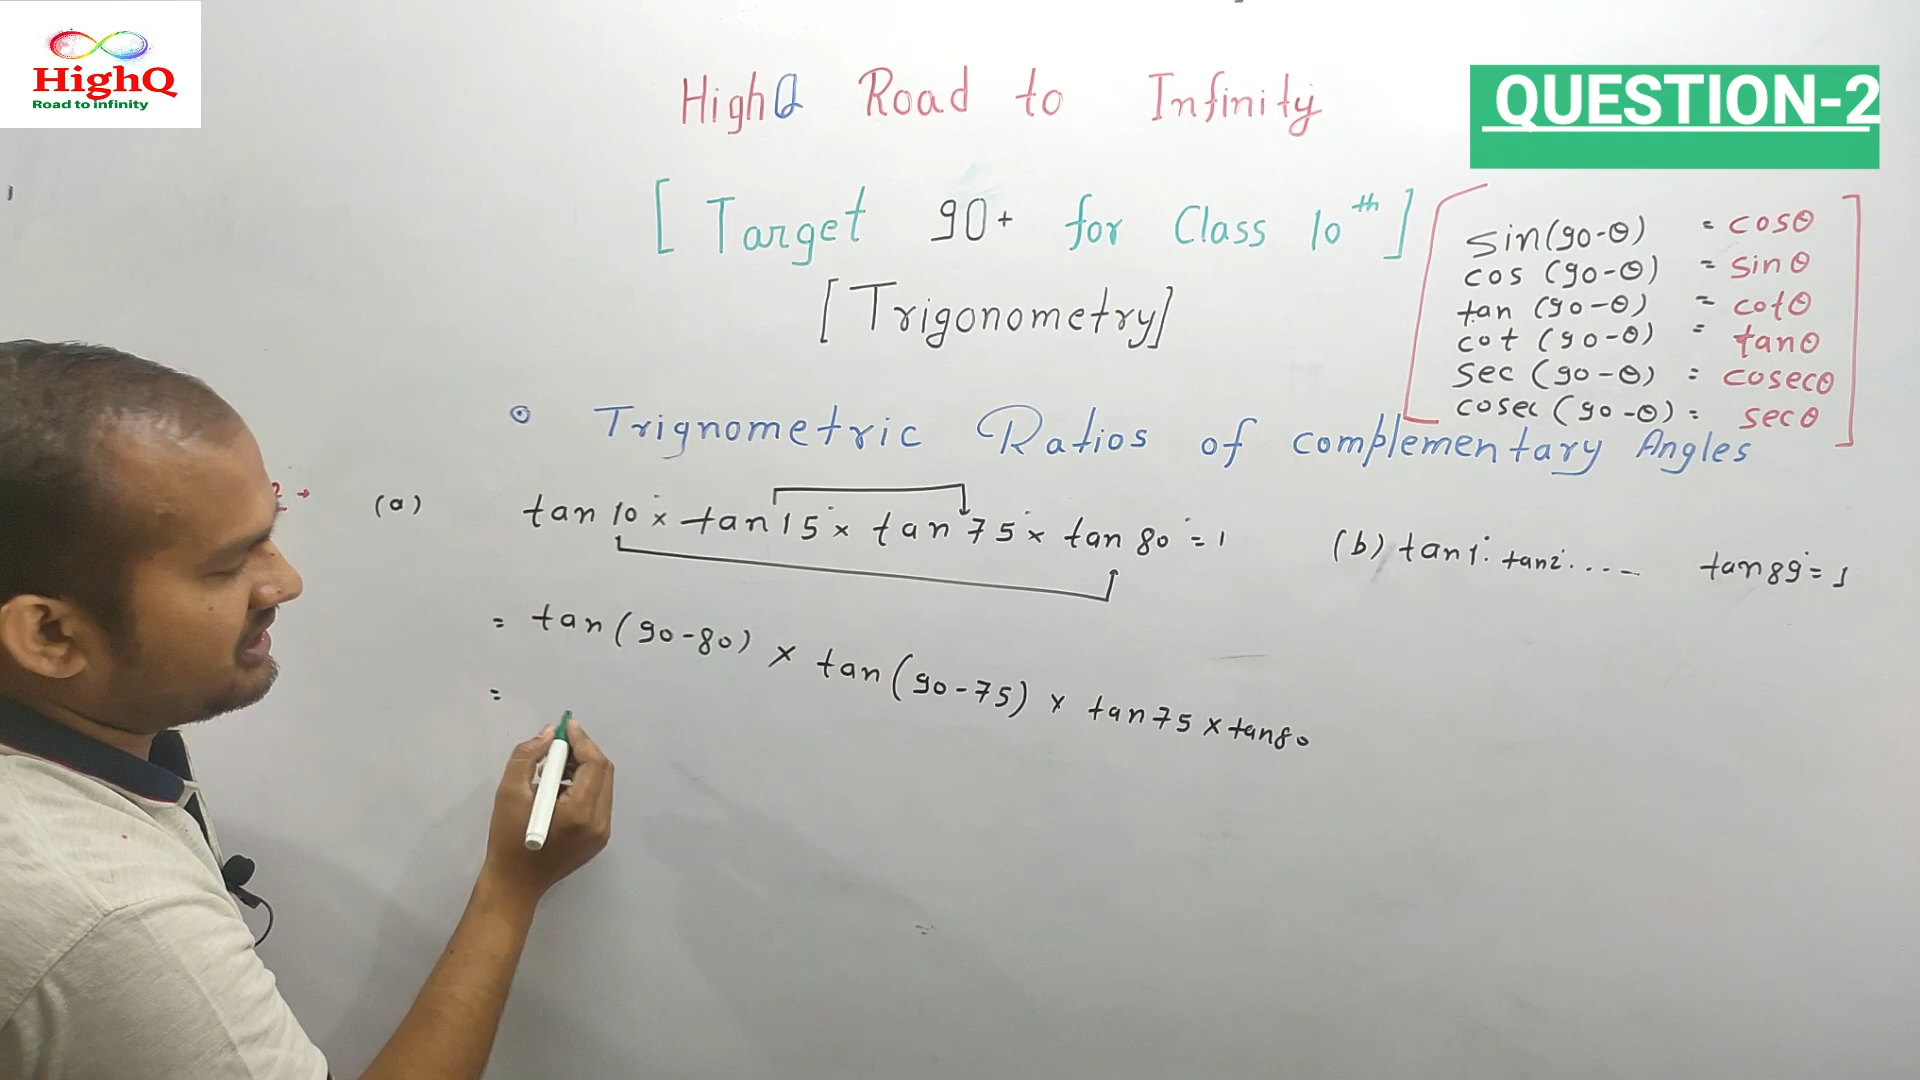 HighQ
Road to infinity
HighQ Road to Infinity
QUESTION-2
[Target 90+ for Class 10th]
[Trigonometry]
sin(90-θ) = cosθ
cos(90-θ) = sinθ
tan(90-θ) = cotθ
cot(90-θ) = tanθ
sec(90-θ) = cosecθ
cosec(90-θ) = secθ
Trignometric Ratios of complementary Angles
(a) tan10° × tan15° × tan75° × tan80° = 1
(b) tan1°. tan2°..... tan89° = 1
= tan(90-80) × tan(90-75) × tan75 × tan80
=